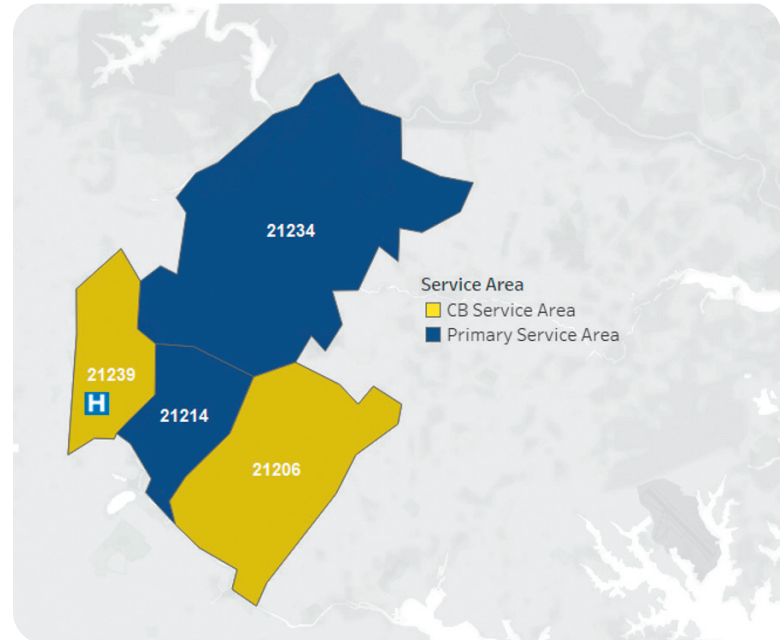 21234
Service Area
CB Service Area
Primary Service Area
21239
H
21214
21206